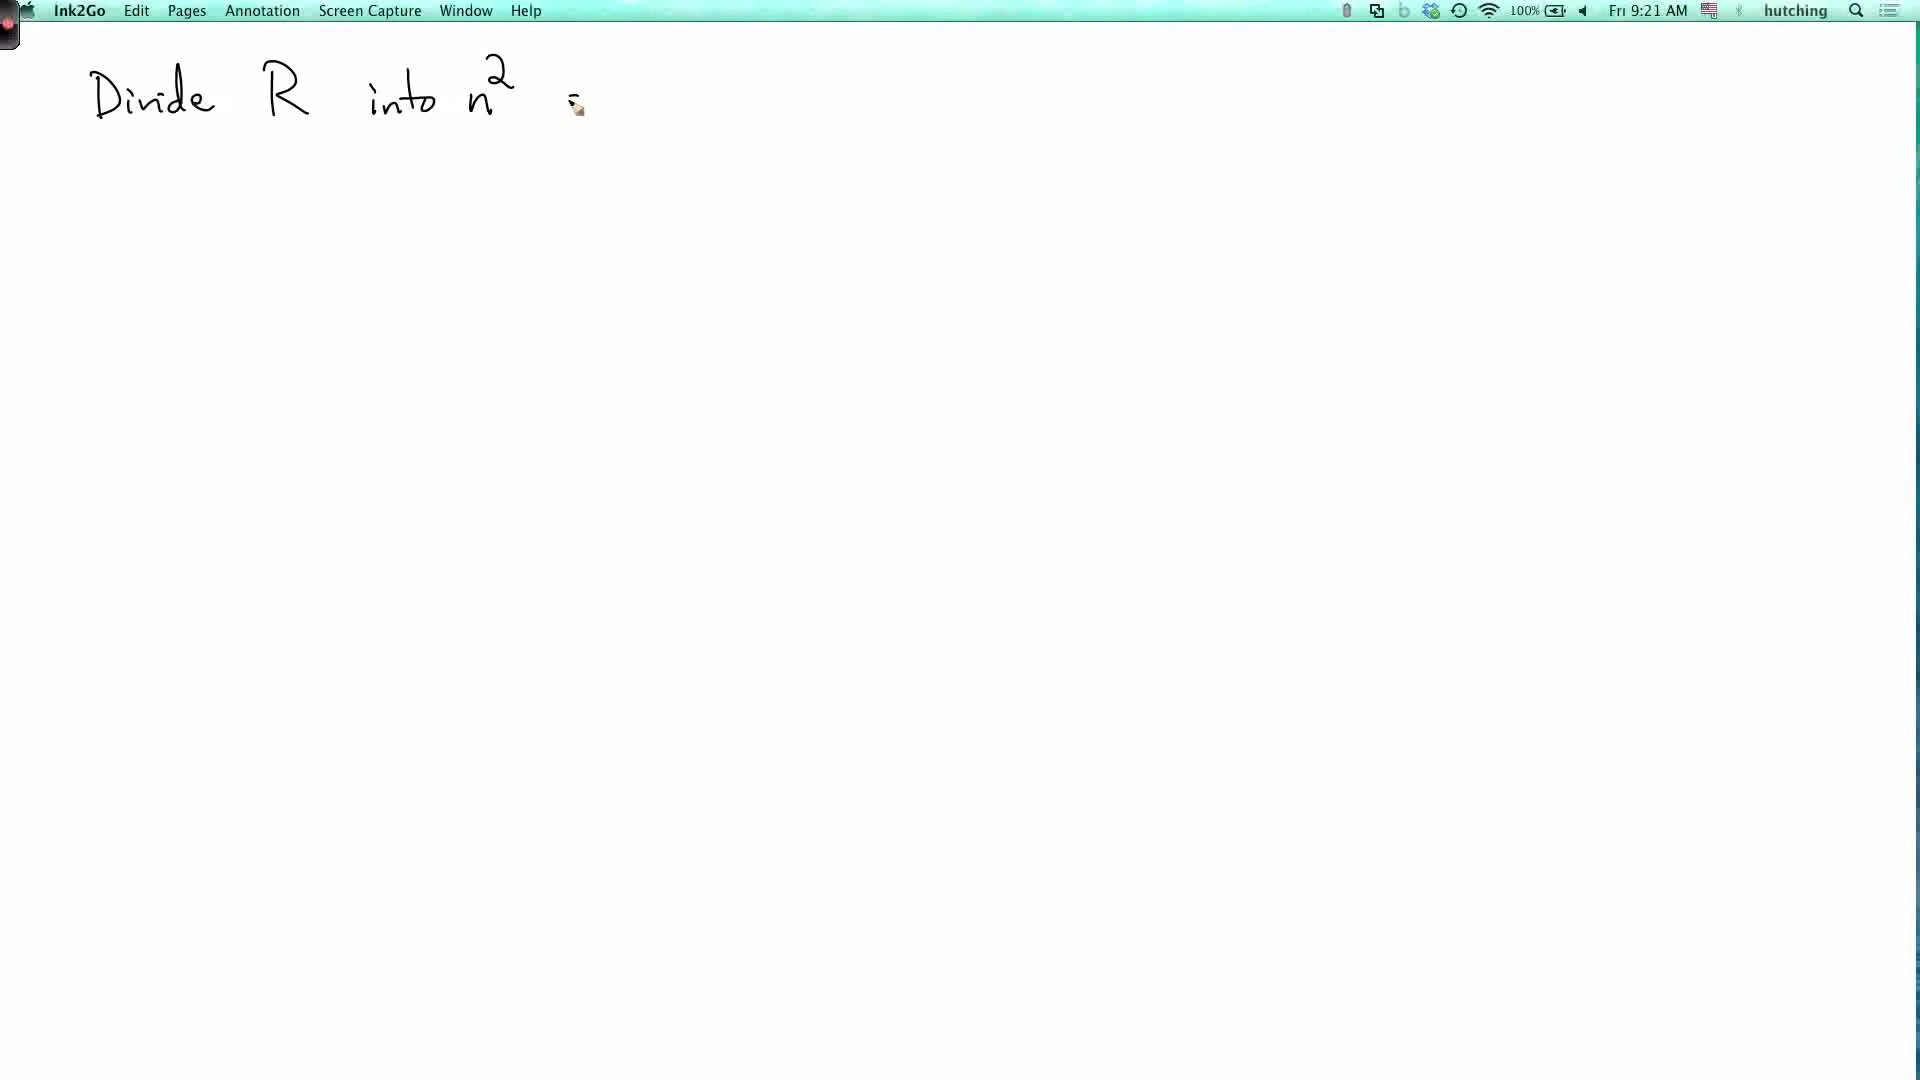 Ink2Go Edit Pages Annotation Screen Capture Window Help 100% Fri 9:21 AM hutching
Divide R into n²